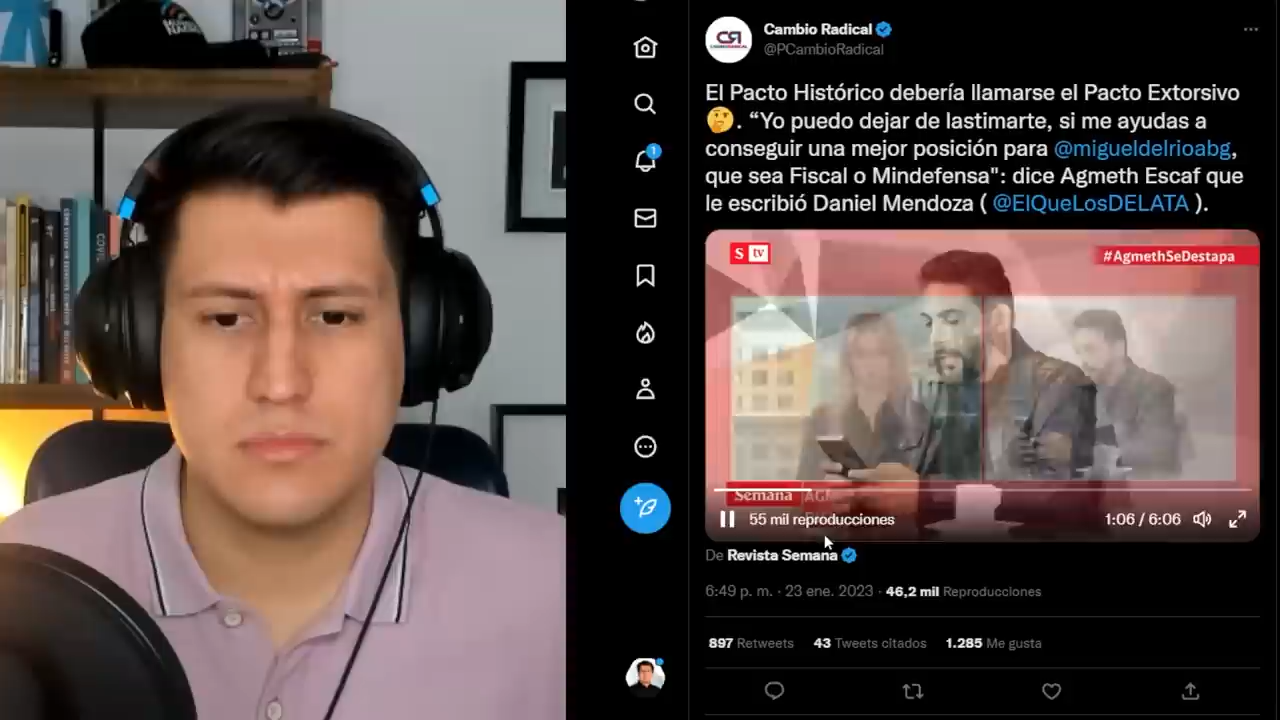 Cambio Radical
@PCambioRadical
El Pacto Histórico debería llamarse el Pacto Extorsivo
🤔. “Yo puedo dejar de lastimarte, si me ayudas a
conseguir una mejor posición para @migueldelrioabg,
que sea Fiscal o Mindefensa": dice Agmeth Escaf que
le escribió Daniel Mendoza ( @ElQueLosDELATA ).
S tv
#AgmethSeDestapa
Semana
55 mil reproducciones
1:06 / 6:06
De Revista Semana
6:49 p. m. · 23 ene. 2023 · 46,2 mil Reproducciones
897 Retweets 43 Tweets citados 1.285 Me gusta
1